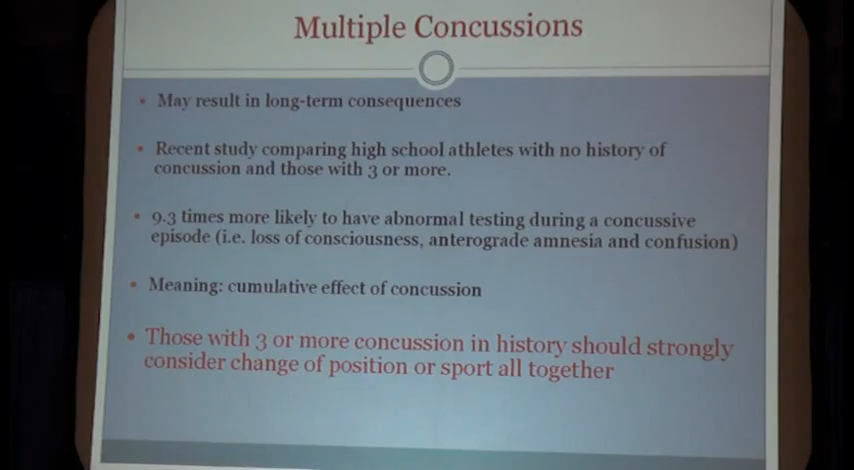 Multiple Concussions
• May result in long-term consequences
• Recent study comparing high school athletes with no history of
concussion and those with 3 or more.
• 9.3 times more likely to have abnormal testing during a concussive
episode (i.e. loss of consciousness, anterograde amnesia and confusion)
• Meaning: cumulative effect of concussion
• Those with 3 or more concussion in history should strongly
consider change of position or sport all together